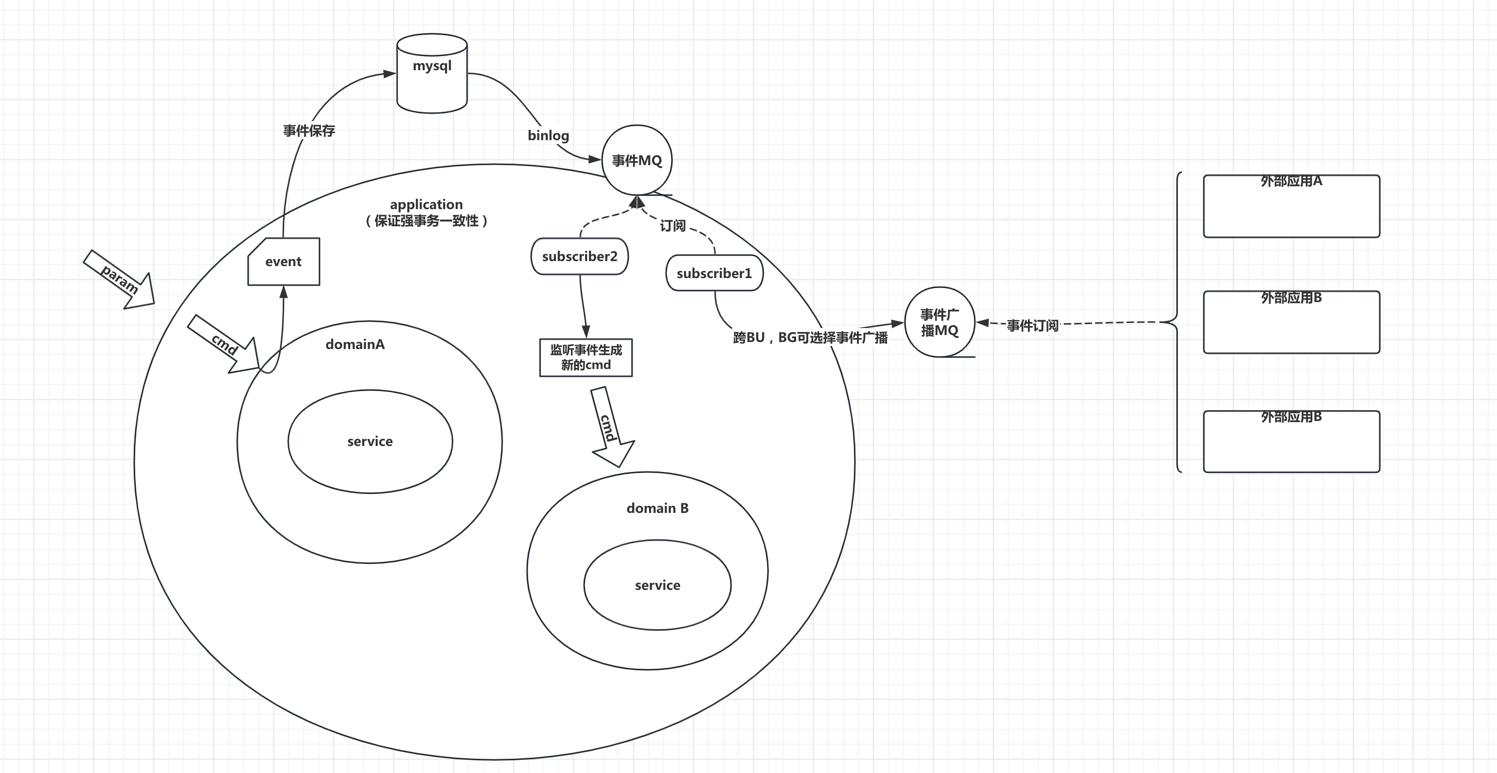 mysql
事件保存
binlog
事件MQ
application
（保证强事务一致性）
订阅
event
subscriber2
subscriber1
param
cmd
domainA
service
监听事件生成
新的cmd
cmd
domain B
service
跨BU，BG可选择事件广播
事件广
播MQ
事件订阅
外部应用A
外部应用B
外部应用B